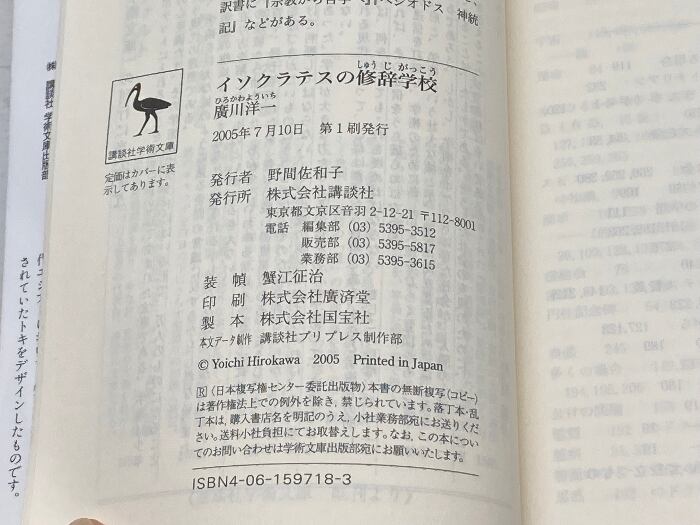 訳書に『宗教から哲学へ』『ヘシオドス 神統
記』などがある。
しゅうじがっこう
イソクラテスの修辞学校
ひろかわよういち
廣川洋一
2005年7月10日 第1刷発行
講談社学術文庫
定価はカバーに表
示してあります。
発行者 野間佐和子
発行所 株式会社講談社
東京都文京区音羽 2-12-21 〒112-8001
電話 編集部 (03) 5395-3512
販売部 (03) 5395-5817
業務部 (03) 5395-3615
装幀 蟹江征治
印刷 株式会社廣済堂
製本 株式会社国宝社
本文データ制作 講談社プリプレス制作部
© Yoichi Hirokawa 2005 Printed in Japan
Ⓡ〈日本複写権センター委託出版物〉本書の無断複写(コピー)
は著作権法上での例外を除き、禁じられています。落丁本・乱
丁本は、購入書店名を明記のうえ、小社業務部宛にお送りくだ
さい。送料小社負担にてお取替えします。なお、この本につい
てのお問い合わせは学術文庫出版部宛にお願いいたします。
ISBN4-06-159718-3
㈱ 講談社 学術文庫出版部
されていたトキをデザインしたものです。